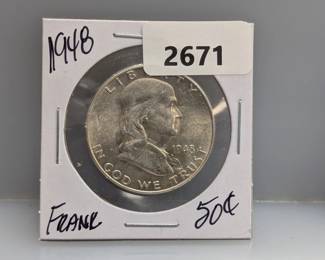 1948
2671
LIBERTY
1948
IN GOD WE TRUST
FRANK
50¢